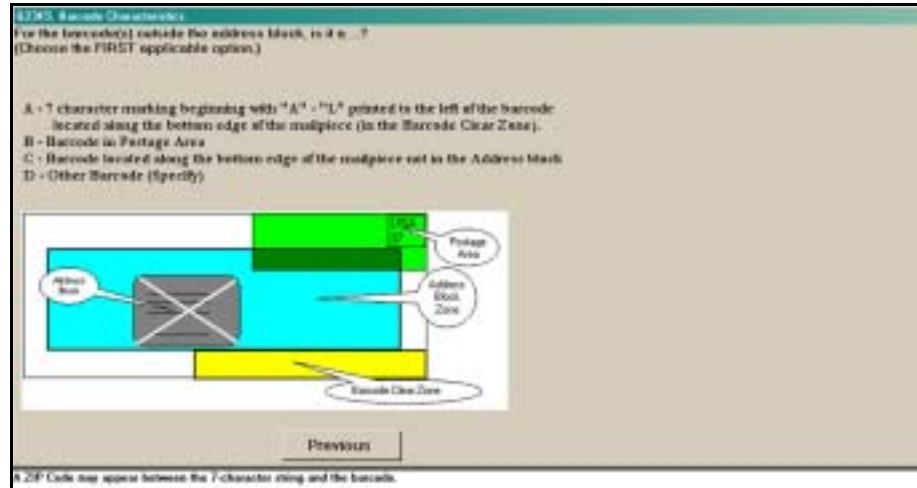 Barcode Characteristics
For the barcode(s) outside the address block, is it a ...?
(Choose the FIRST applicable option.)
A - 7 character marking beginning with "A" - "L" printed to the left of the barcode
located along the bottom edge of the mailpiece (in the Barcode Clear Zone).
B - Barcode in Postage Area
C - Barcode located along the bottom edge of the mailpiece not in the Address block
D - Other Barcode (Specify)
Postage
Area
Address
Block
Address
Block
Zone
Barcode Clear Zone
Previous
A ZIP Code may appear between the 7-character string and the barcode.